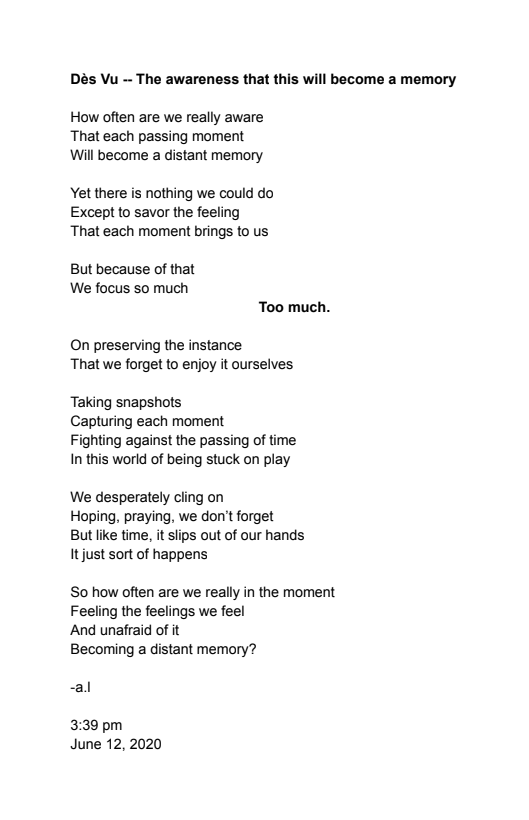 Dès Vu -- The awareness that this will become a memory
How often are we really aware
That each passing moment
Will become a distant memory
Yet there is nothing we could do
Except to savor the feeling
That each moment brings to us
But because of that
We focus so much
Too much.
On preserving the instance
That we forget to enjoy it ourselves
Taking snapshots
Capturing each moment
Fighting against the passing of time
In this world of being stuck on play
We desperately cling on
Hoping, praying, we don’t forget
But like time, it slips out of our hands
It just sort of happens
So how often are we really in the moment
Feeling the feelings we feel
And unafraid of it
Becoming a distant memory?
-a.l
3:39 pm
June 12, 2020